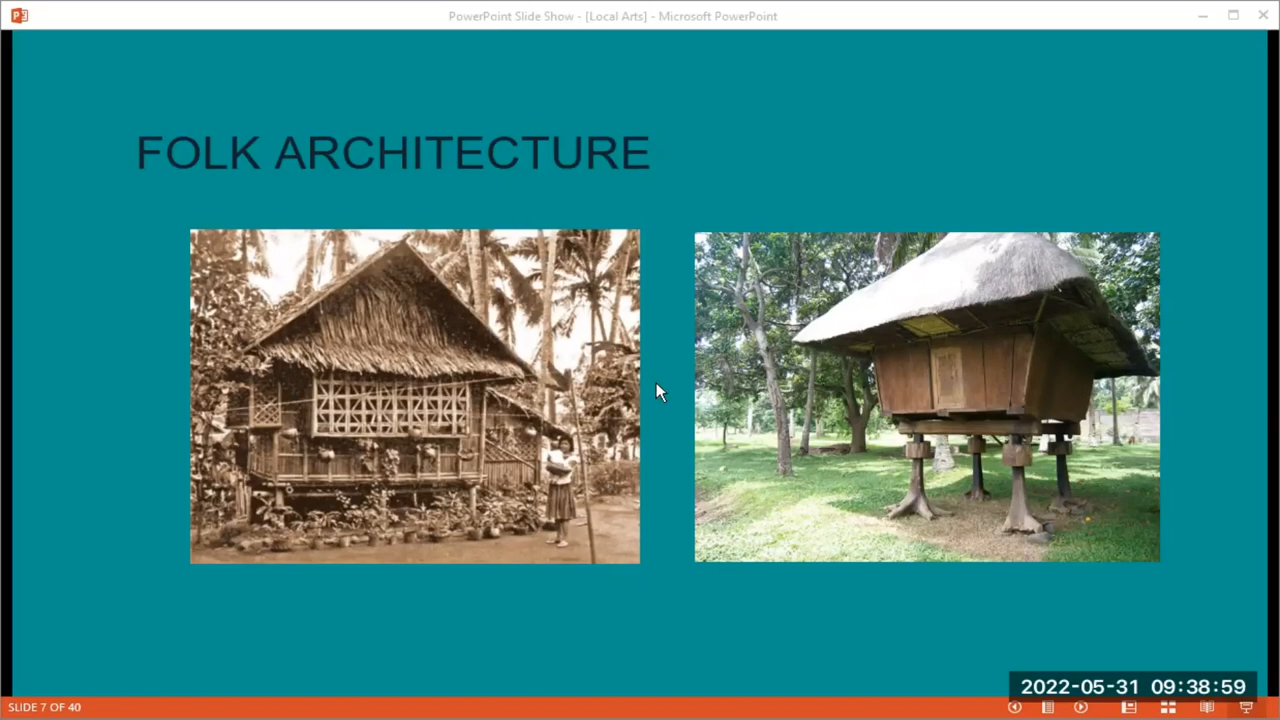 PowerPoint Slide Show - [Local Arts] - Microsoft PowerPoint
FOLK ARCHITECTURE
2022-05-31 09:38:59
SLIDE 7 OF 40